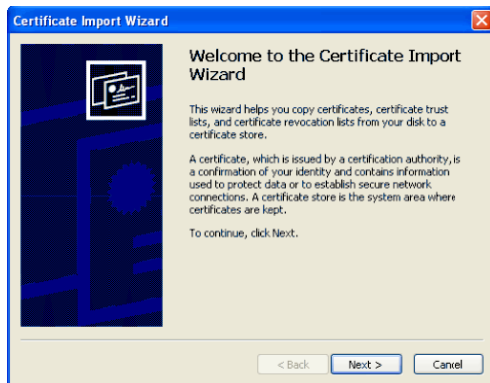 Certificate Import Wizard
Welcome to the Certificate Import
Wizard
This wizard helps you copy certificates, certificate trust
lists, and certificate revocation lists from your disk to a
certificate store.
A certificate, which is issued by a certification authority, is
a confirmation of your identity and contains information
used to protect data or to establish secure network
connections. A certificate store is the system area where
certificates are kept.
To continue, click Next.
< Back Next > Cancel